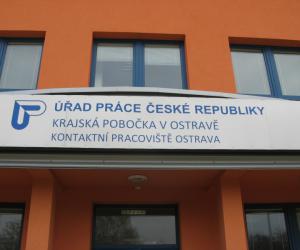 ÚŘAD PRÁCE ČESKÉ REPUBLIKY
KRAJSKÁ POBOČKA V OSTRAVĚ
KONTAKTNÍ PRACOVIŠTĚ OSTRAVA